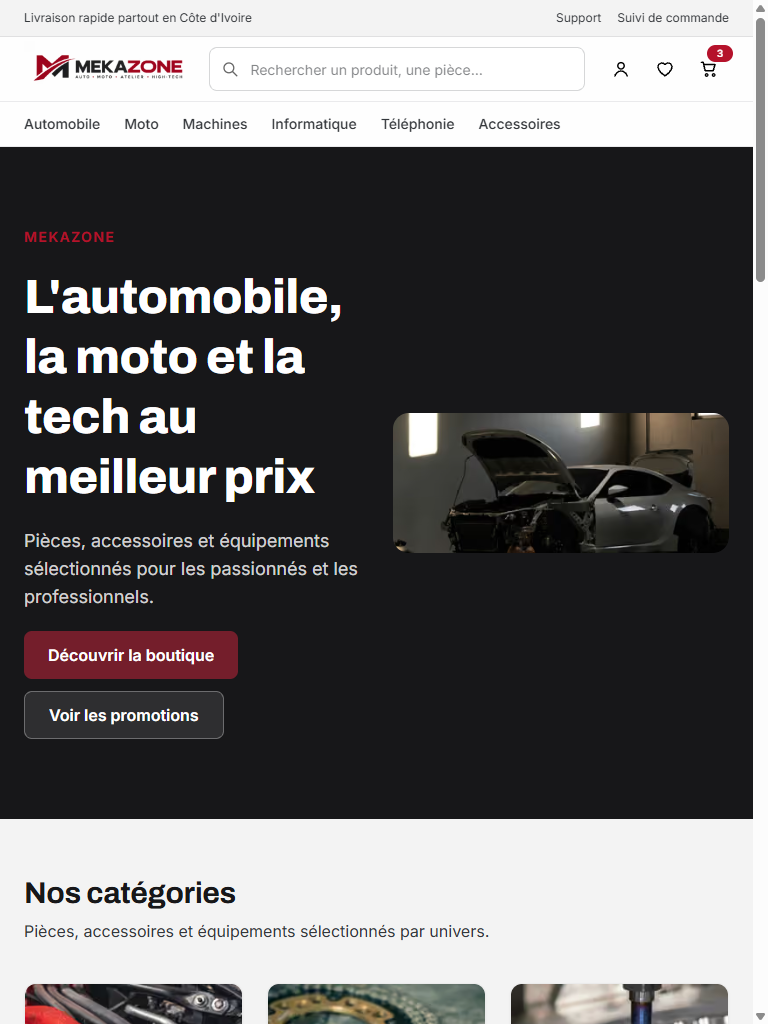 Livraison rapide partout en Côte d'Ivoire
Support
Suivi de commande
MEKAZONE
AUTO • MOTO • ATELIER • HIGH-TECH
Rechercher un produit, une pièce...
3
Automobile
Moto
Machines
Informatique
Téléphonie
Accessoires
MEKAZONE
L'automobile,
la moto et la
tech au
meilleur prix
Pièces, accessoires et équipements
sélectionnés pour les passionnés et les
professionnels.
Découvrir la boutique
Voir les promotions
Nos catégories
Pièces, accessoires et équipements sélectionnés par univers.